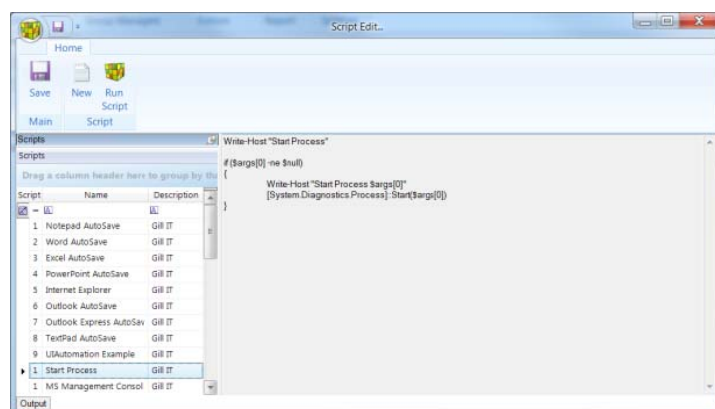 Script Edit..
Home
Save
New
Run Script
Main
Script
Scripts
Scripts
Drag a column header here to group by the
Script Name Description
1 Notepad AutoSave Gill IT
2 Word AutoSave Gill IT
3 Excel AutoSave Gill IT
4 PowerPoint AutoSave Gill IT
5 Internet Explorer Gill IT
6 Outlook AutoSave Gill IT
7 Outlook Express AutoSav Gill IT
8 TextPad AutoSave Gill IT
9 UIAutomation Example Gill IT
1 Start Process Gill IT
1 MS Management Consol Gill IT
Output
Write-Host "Start Process"
if ($args[0] -ne $null)
{
Write-Host "Start Process $args[0]"
[System.Diagnostics.Process]::Start($args[0])
}